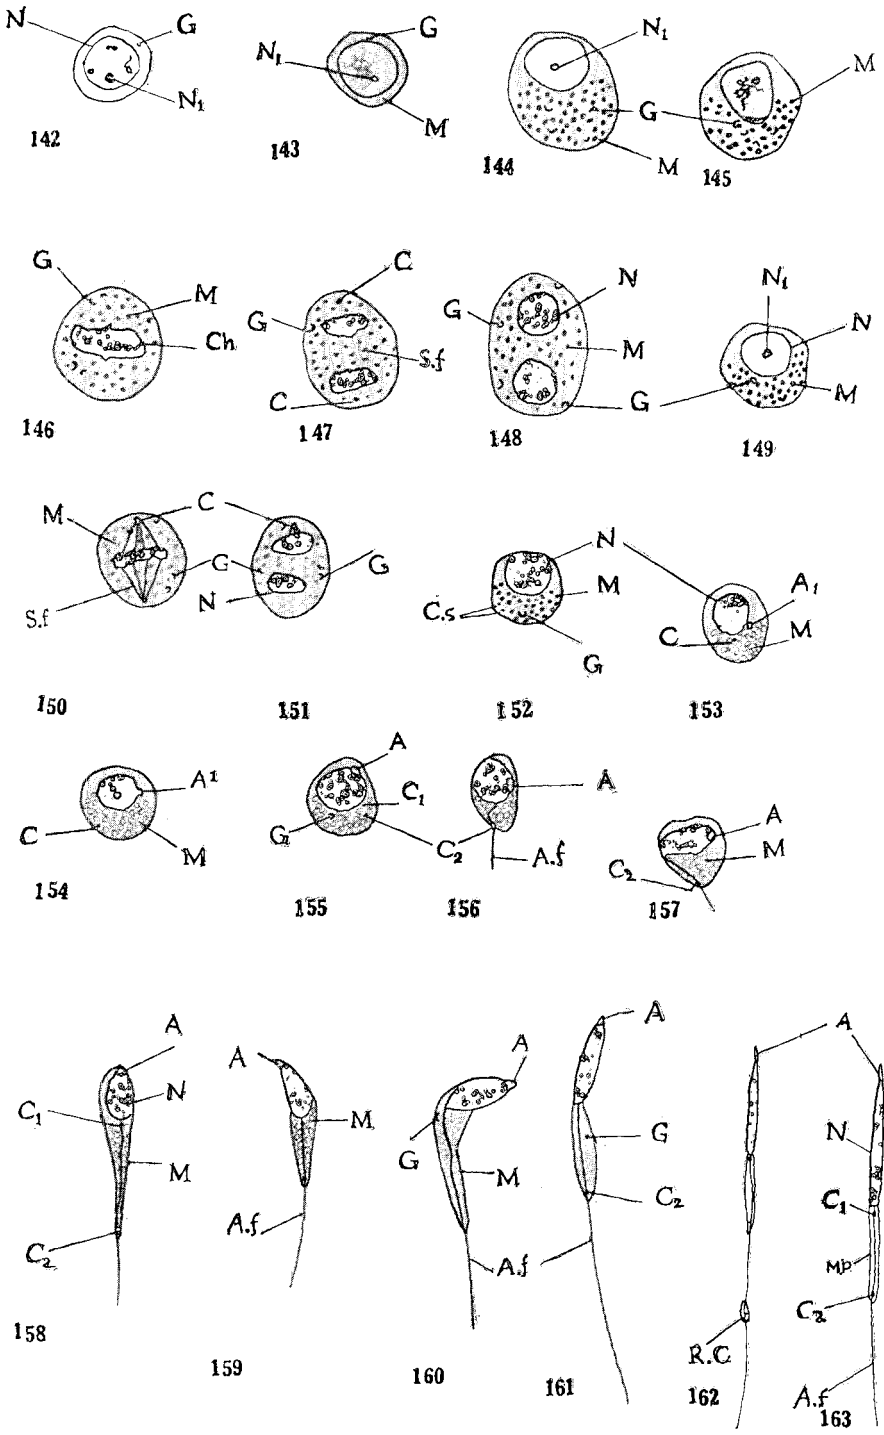 N G N₁
142
G N₁ M
143
N₁ G M
144
M
145
G M Ch
146
C G S.f C
147
N G M G
148
N₁ N M
149
M C G S.f
150
N G
151
N M C.s G
152
A₁ C M
153
A¹ C M
154
A C₁ G C₂
155
A A.f
156
A M C₂
157
A N C₁ M C₂
158
A M A.f
159
A G M A.f
160
A G C₂
161
A R.C
162
N C₁ M.p C₂ A.f
163